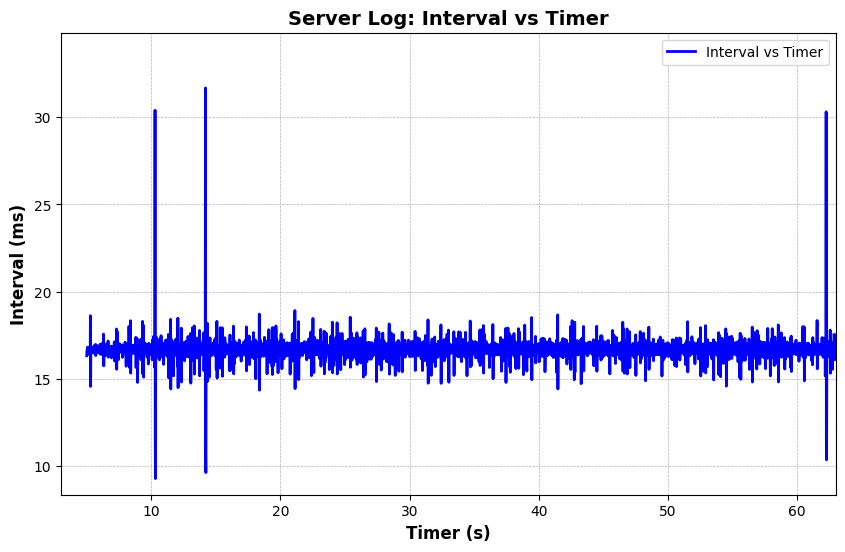 Server Log: Interval vs Timer
Interval vs Timer
Interval (ms)
30
25
20
15
10
10 20 30 40 50 60
Timer (s)